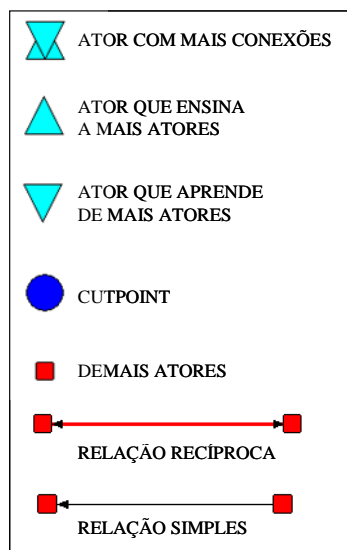 ATOR COM MAIS CONEXÕES
ATOR QUE ENSINA
A MAIS ATORES
ATOR QUE APRENDE
DE MAIS ATORES
CUTPOINT
DEMAIS ATORES
RELAÇÃO RECÍPROCA
RELAÇÃO SIMPLES